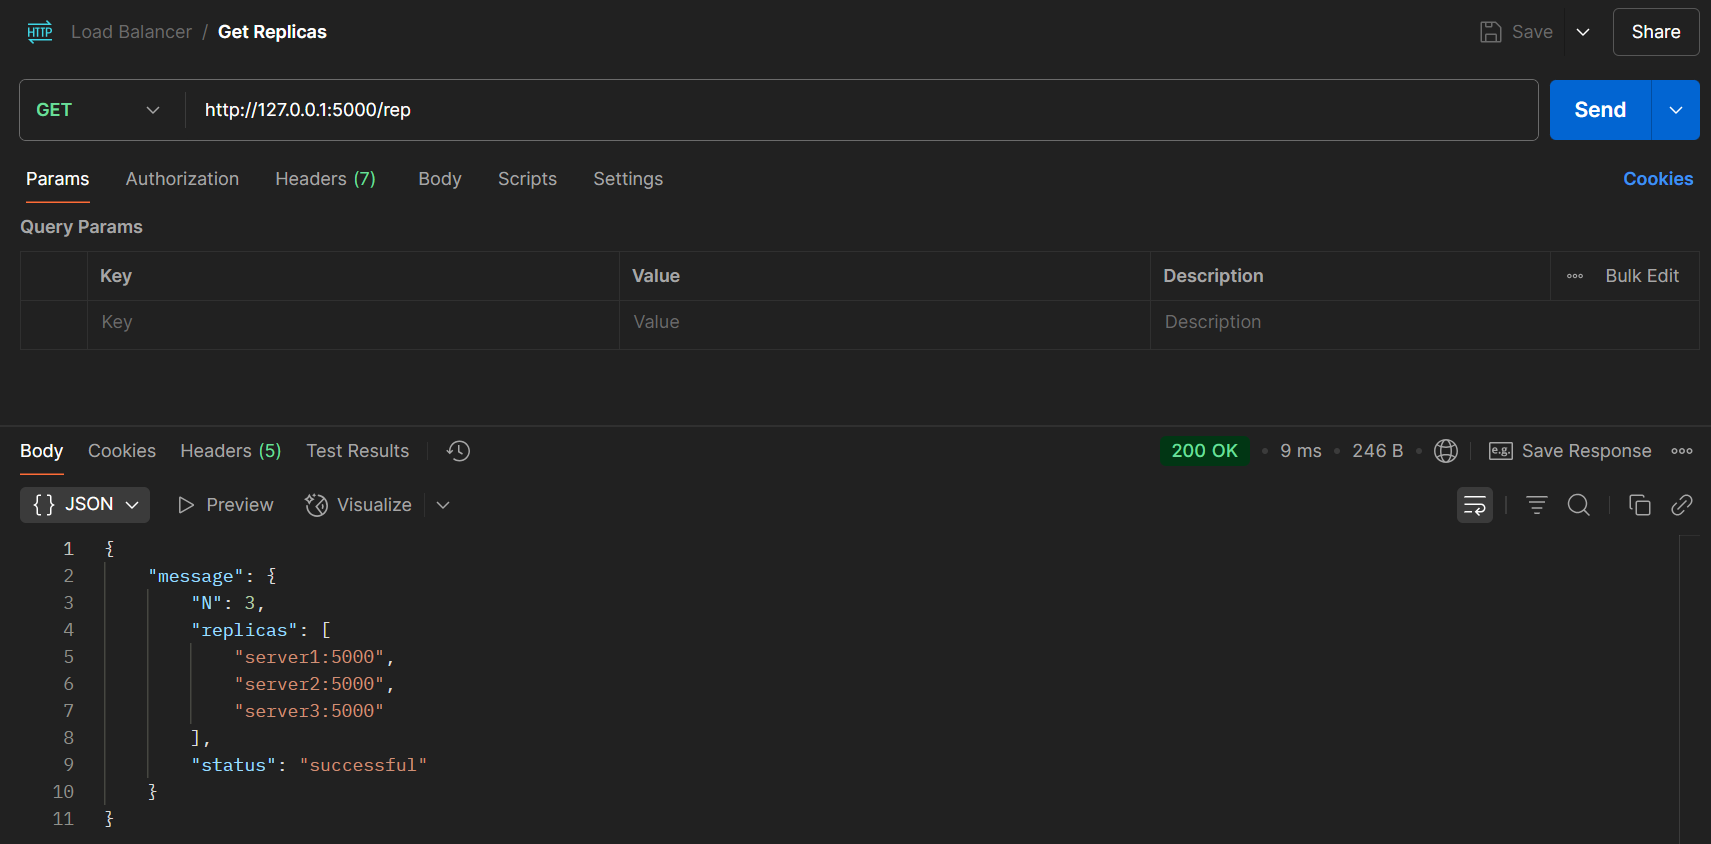 HTTP Load Balancer / Get Replicas Save Share
GET http://127.0.0.1:5000/rep Send
Params Authorization Headers (7) Body Scripts Settings Cookies
Query Params
Key Value Description Bulk Edit
Key Value Description
Body Cookies Headers (5) Test Results 200 OK • 9 ms • 246 B • e.g. Save Response
{} JSON Preview Visualize
1 {
2 "message": {
3 "N": 3,
4 "replicas": [
5 "server1:5000",
6 "server2:5000",
7 "server3:5000"
8 ],
9 "status": "successful"
10 }
11 }